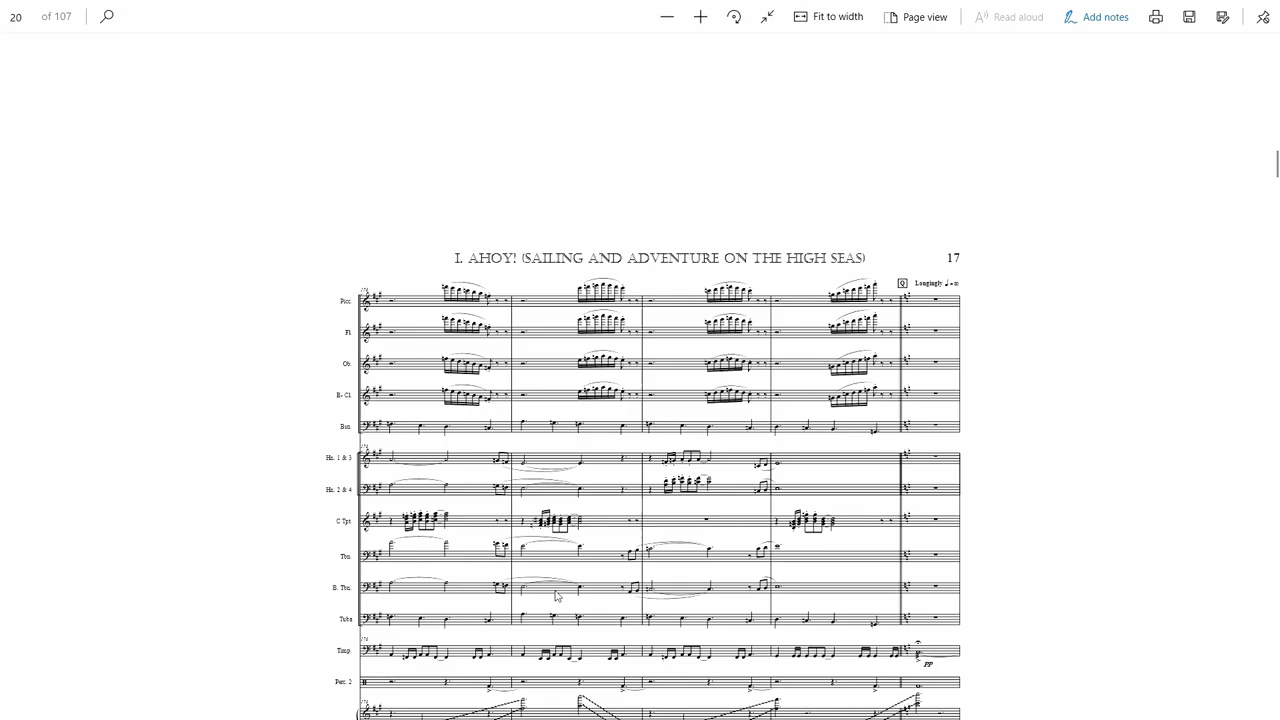 20 of 107 Fit to width Page view Read aloud Add notes
I. AHOY! (SAILING AND ADVENTURE ON THE HIGH SEAS) 17
Q Longingly
Picc.
Fl
Ob.
Bsn.
Hn. 1 & 3
Hn. 2 & 4
C Tpt
Tbn.
B. Tbn.
Tuba
Timp.
pp
Perc. 2